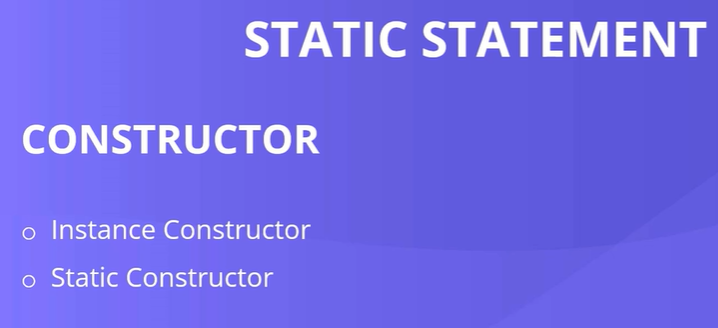 STATIC STATEMENT
CONSTRUCTOR
○ Instance Constructor
○ Static Constructor